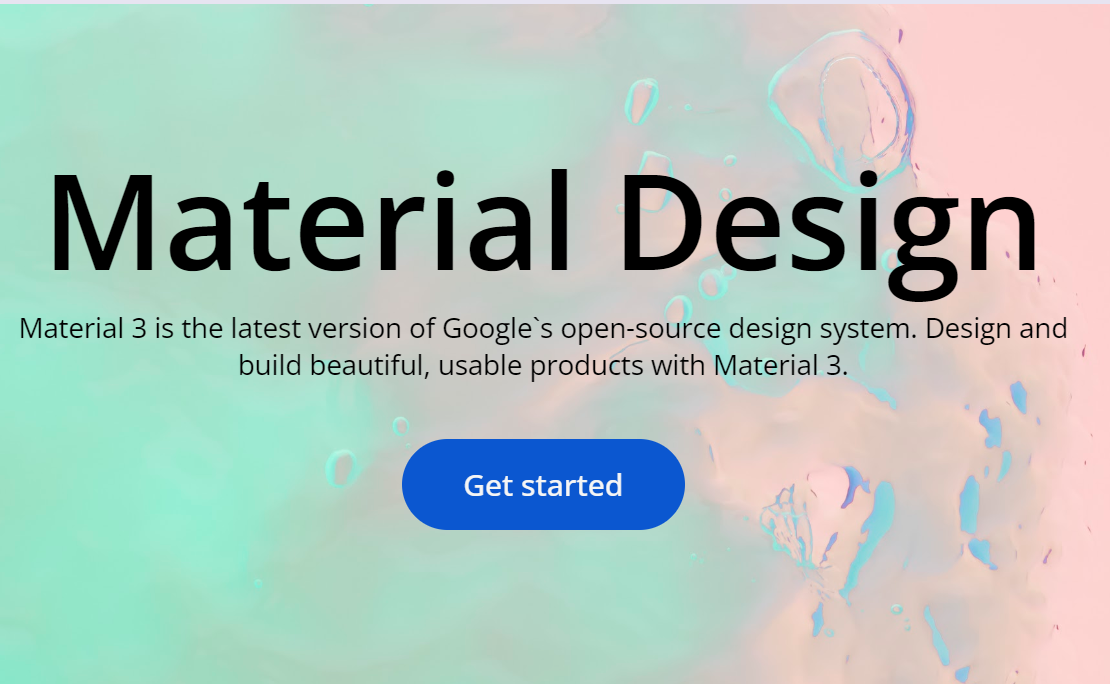 Material Design
Material 3 is the latest version of Google`s open-source design system. Design and
build beautiful, usable products with Material 3.
Get started